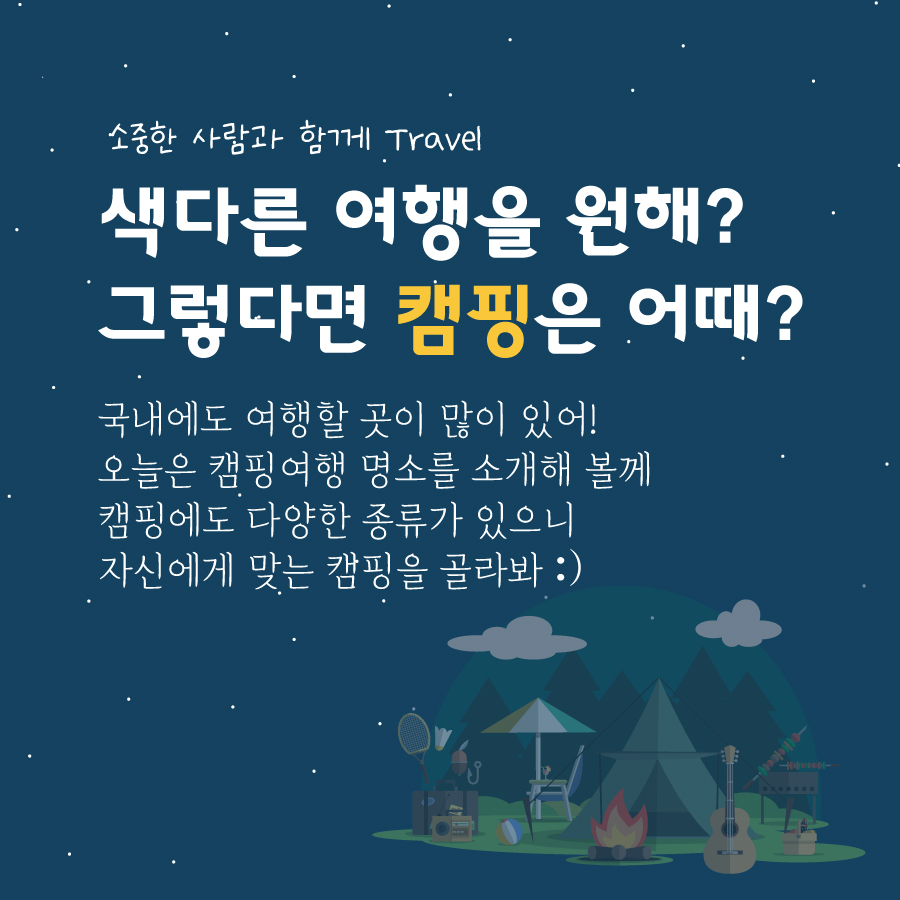 소중한 사람과 함께 Travel
색다른 여행을 원해?
그렇다면 캠핑은 어때?
국내에도 여행할 곳이 많이 있어!
오늘은 캠핑여행 명소를 소개해 볼께
캠핑에도 다양한 종류가 있으니
자신에게 맞는 캠핑을 골라봐 :)